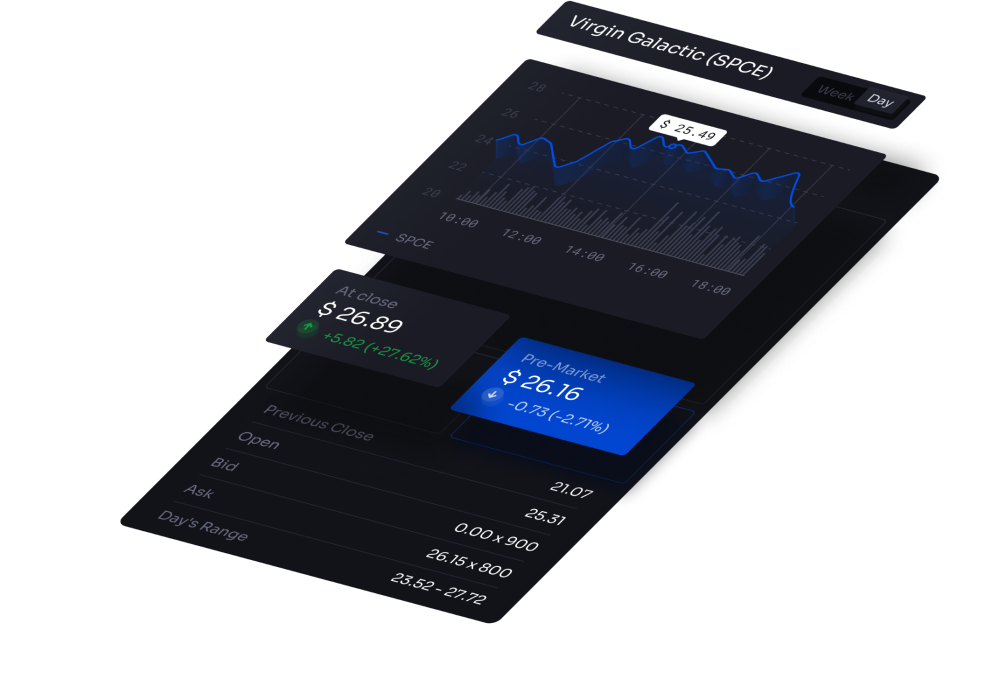 Virgin Galactic (SPCE)
Week Day
28
26
24
22
20
$ 25.49
10:00 12:00 14:00 16:00 18:00
SPCE
At close
$ 26.89
+5.82 (+27.62%)
Pre-Market
$ 26.16
-0.73 (-2.71%)
Previous Close 21.07
Open 25.31
Bid 0.00 x 900
Ask 26.15 x 800
Day's Range 23.52 - 27.72